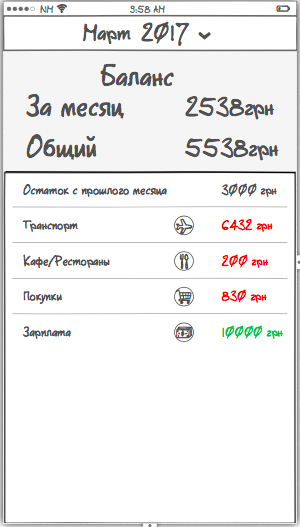 NH 3:58 AM
Март 2017
Баланс
За месяц 2538грн
Общий 5538грн
Остаток с прошлого месяца 3000 грн
Транспорт 6432 грн
Кафе/Рестораны 200 грн
Покупки 830 грн
Зарплата 10000 грн